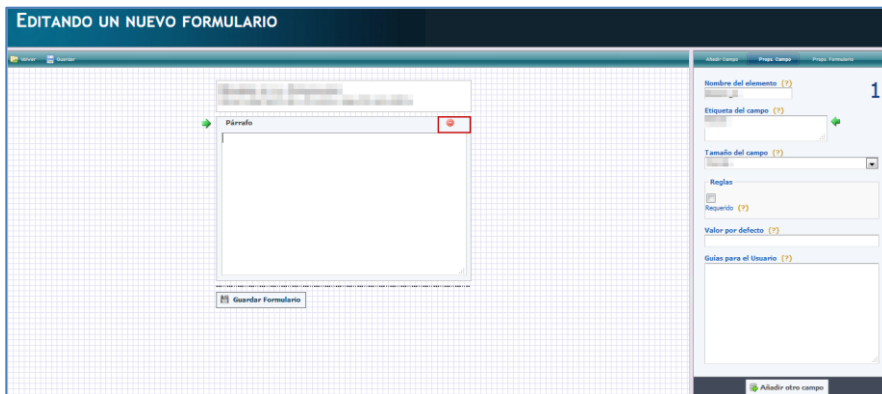 EDITANDO UN NUEVO FORMULARIO
Volver Guardar
Añadir Campo Props. Campo Props. Formulario
Párrafo
Guardar Formulario
Nombre del elemento (?)
1
Etiqueta del campo (?)
Tamaño del campo (?)
Reglas
Requerido (?)
Valor por defecto (?)
Guías para el Usuario (?)
Añadir otro campo